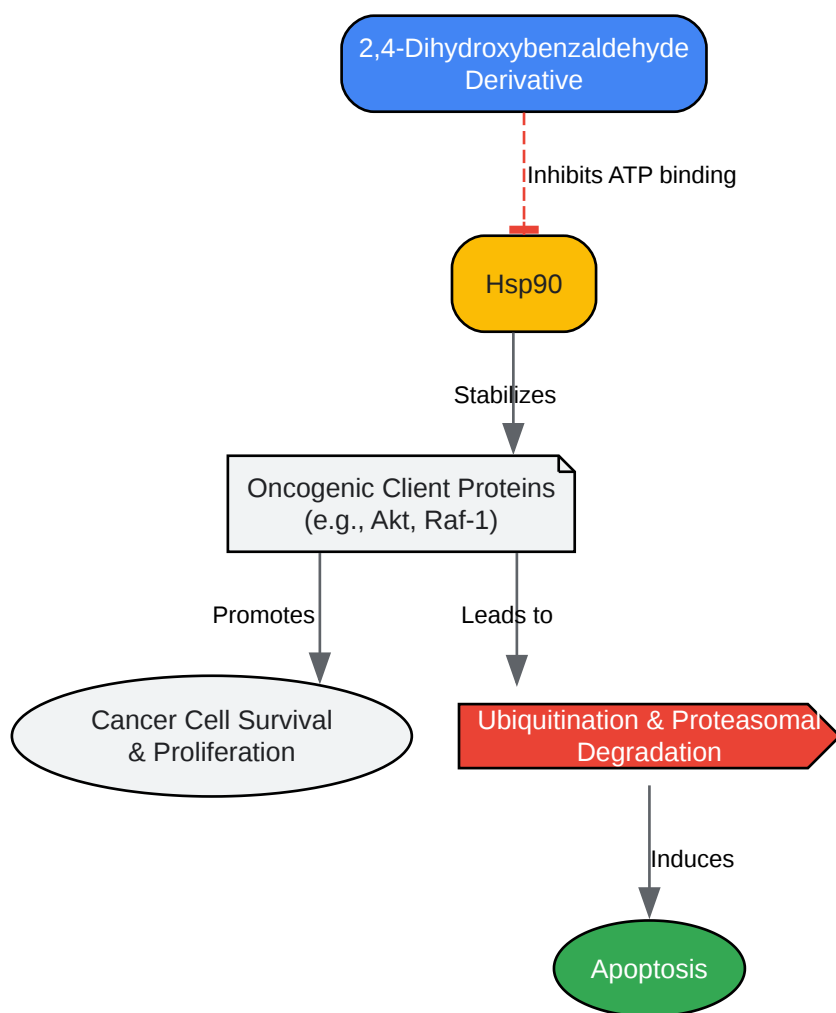 2,4-Dihydroxybenzaldehyde
Derivative
Inhibits ATP binding
Hsp90
Stabilizes
Oncogenic Client Proteins
(e.g., Akt, Raf-1)
Promotes
Leads to
Cancer Cell Survival
& Proliferation
Ubiquitination & Proteasomal
Degradation
Induces
Apoptosis